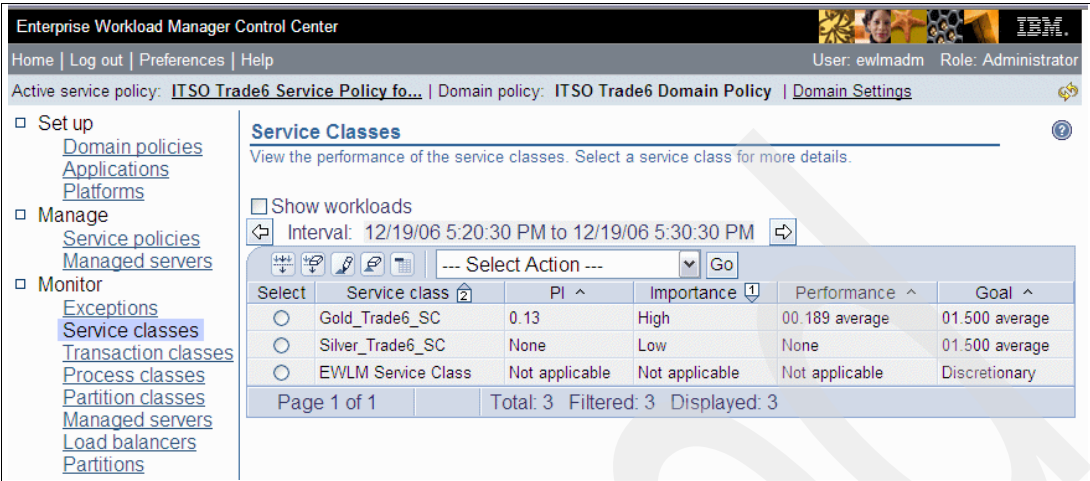 Enterprise Workload Manager Control Center
IBM.
Home | Log out | Preferences | Help
User: ewlmadm Role: Administrator
Active service policy: ITSO Trade6 Service Policy fo... | Domain policy: ITSO Trade6 Domain Policy | Domain Settings
Set up
Domain policies
Applications
Platforms
Manage
Service policies
Managed servers
Monitor
Exceptions
Service classes
Transaction classes
Process classes
Partition classes
Managed servers
Load balancers
Partitions
Service Classes
?
View the performance of the service classes. Select a service class for more details.
Show workloads
Interval: 12/19/06 5:20:30 PM to 12/19/06 5:30:30 PM
--- Select Action --- Go
Select Service class 2 PI Importance 1 Performance Goal
Gold_Trade6_SC 0.13 High 00.189 average 01.500 average
Silver_Trade6_SC None Low None 01.500 average
EWLM Service Class Not applicable Not applicable Not applicable Discretionary
Page 1 of 1 Total: 3 Filtered: 3 Displayed: 3